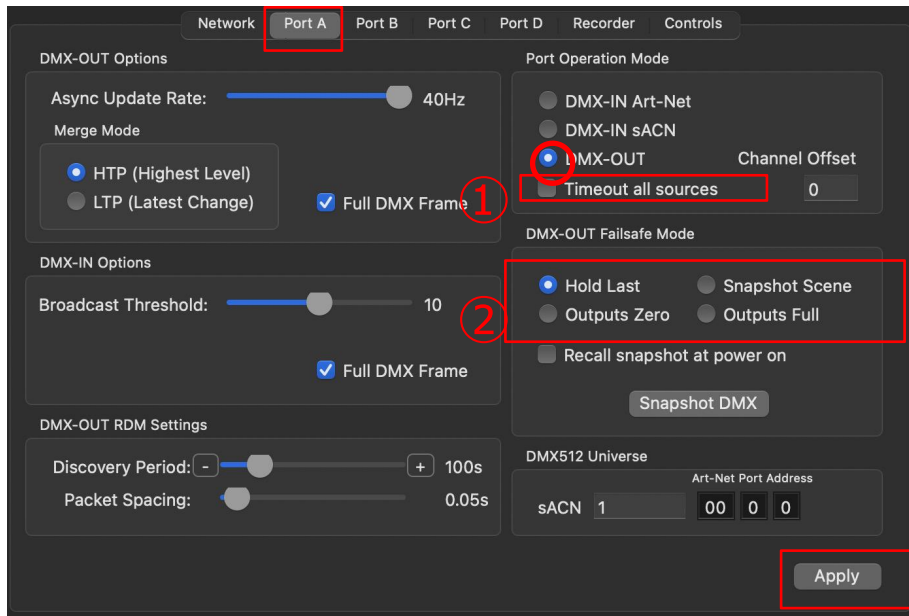 Network Port A Port B Port C Port D Recorder Controls
DMX-OUT Options
Async Update Rate: 40Hz
Merge Mode
HTP (Highest Level)
LTP (Latest Change)
Full DMX Frame
DMX-IN Options
Broadcast Threshold: 10
Full DMX Frame
DMX-OUT RDM Settings
Discovery Period: - + 100s
Packet Spacing: 0.05s
Port Operation Mode
DMX-IN Art-Net
DMX-IN sACN
DMX-OUT Channel Offset
① Timeout all sources 0
DMX-OUT Failsafe Mode
Hold Last Snapshot Scene
② Outputs Zero Outputs Full
Recall snapshot at power on
Snapshot DMX
DMX512 Universe
Art-Net Port Address
sACN 1 00 0 0
Apply